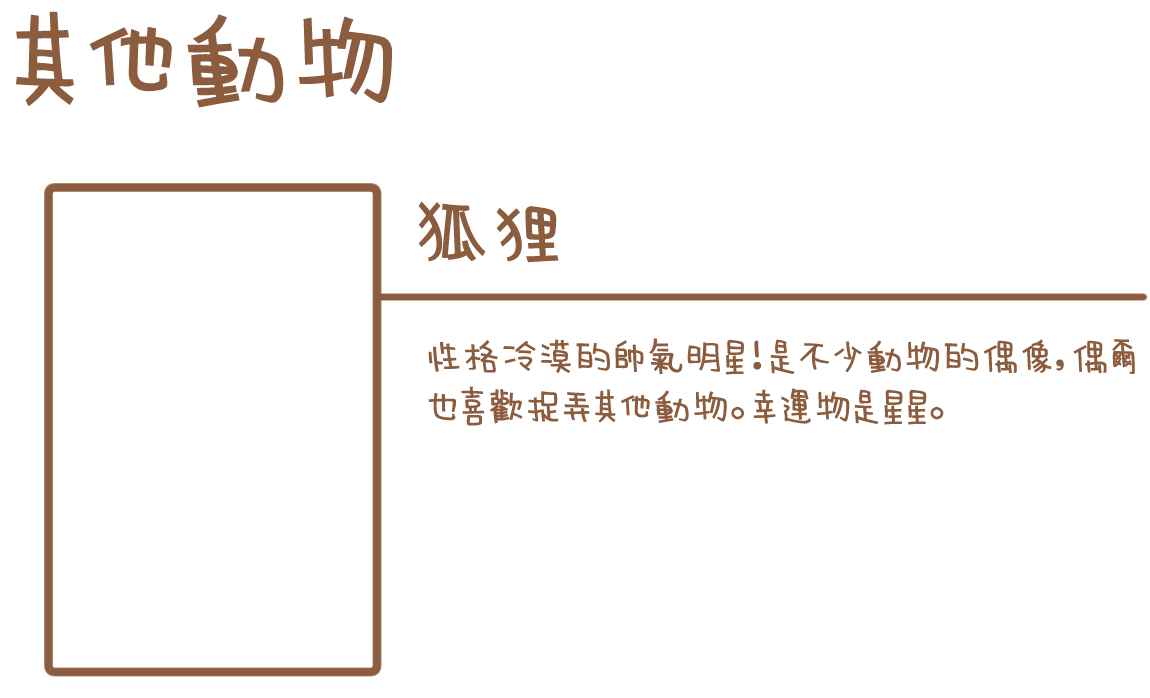 其他動物
狐狸
性格冷漠的帥氣明星!是不少動物的偶像,偶爾
也喜歡捉弄其他動物。幸運物是星星。